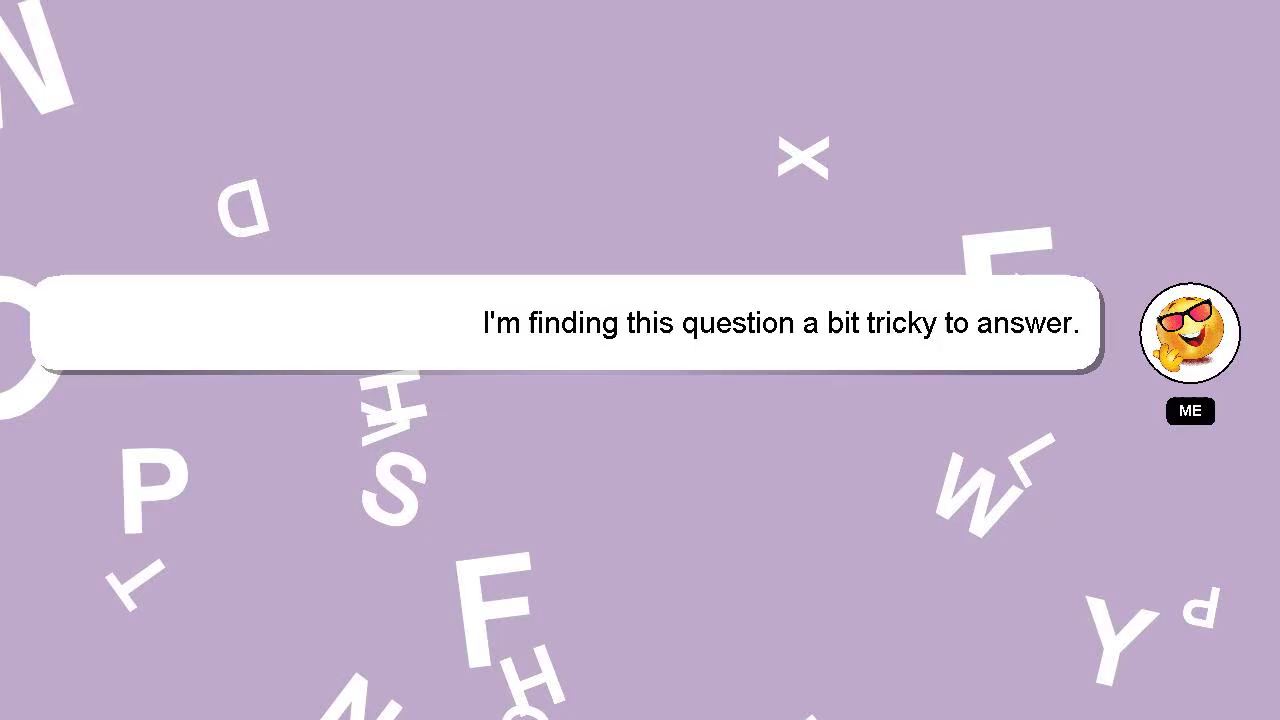 N
D
X
F
I'm finding this question a bit tricky to answer.
ME
H
S
P
W
L
T
F
Y
P
H
N